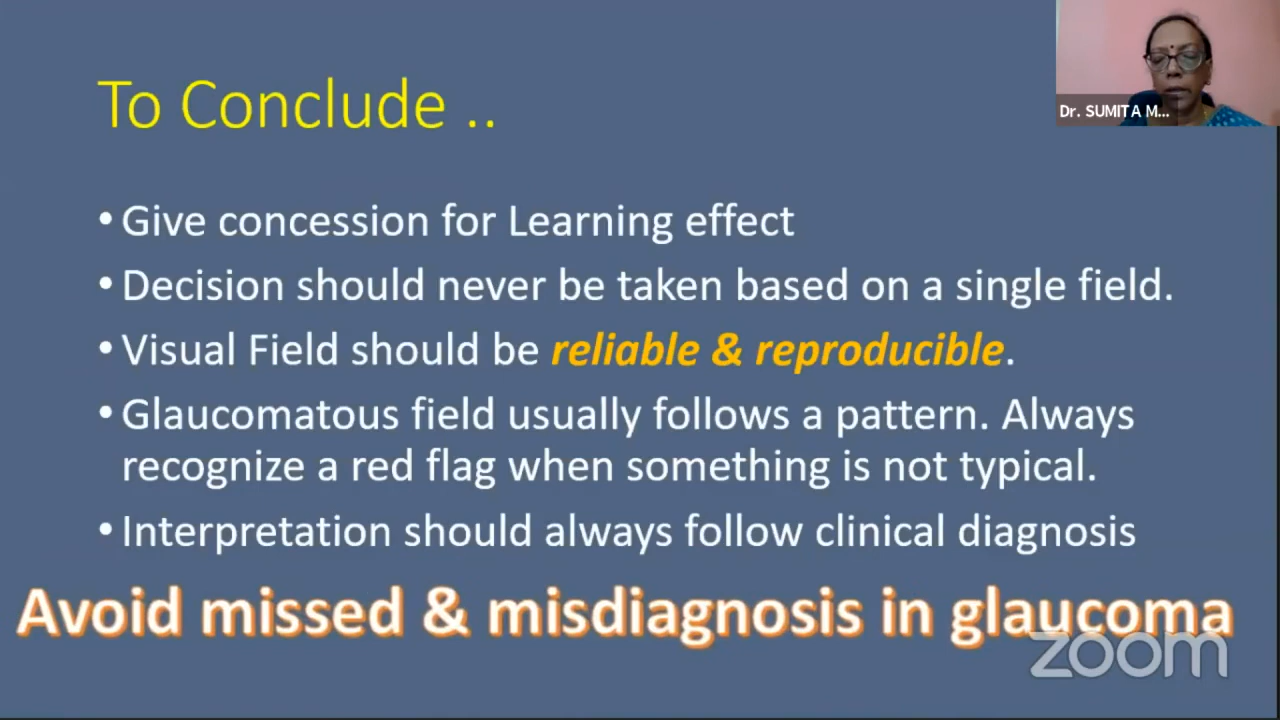 To Conclude ..
Dr. SUMITA M...
• Give concession for Learning effect
• Decision should never be taken based on a single field.
• Visual Field should be reliable & reproducible.
• Glaucomatous field usually follows a pattern. Always
recognize a red flag when something is not typical.
• Interpretation should always follow clinical diagnosis
Avoid missed & misdiagnosis in glaucoma
zoom